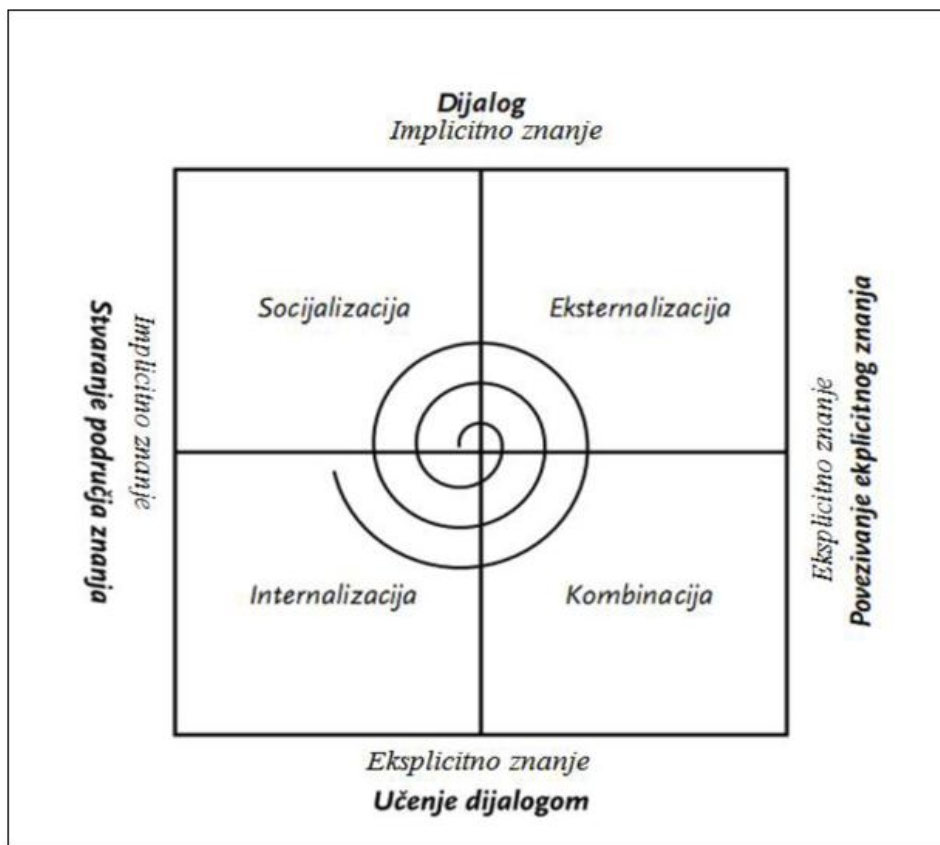 Dijalog
Implicitno znanje
Socijalizacija
Eksternalizacija
Stvaranje područja znanja
Implicitno znanje
Eksplicitno znanje
Povezivanje ekplicitnog znanja
Internalizacija
Kombinacija
Eksplicitno znanje
Učenje dijalogom